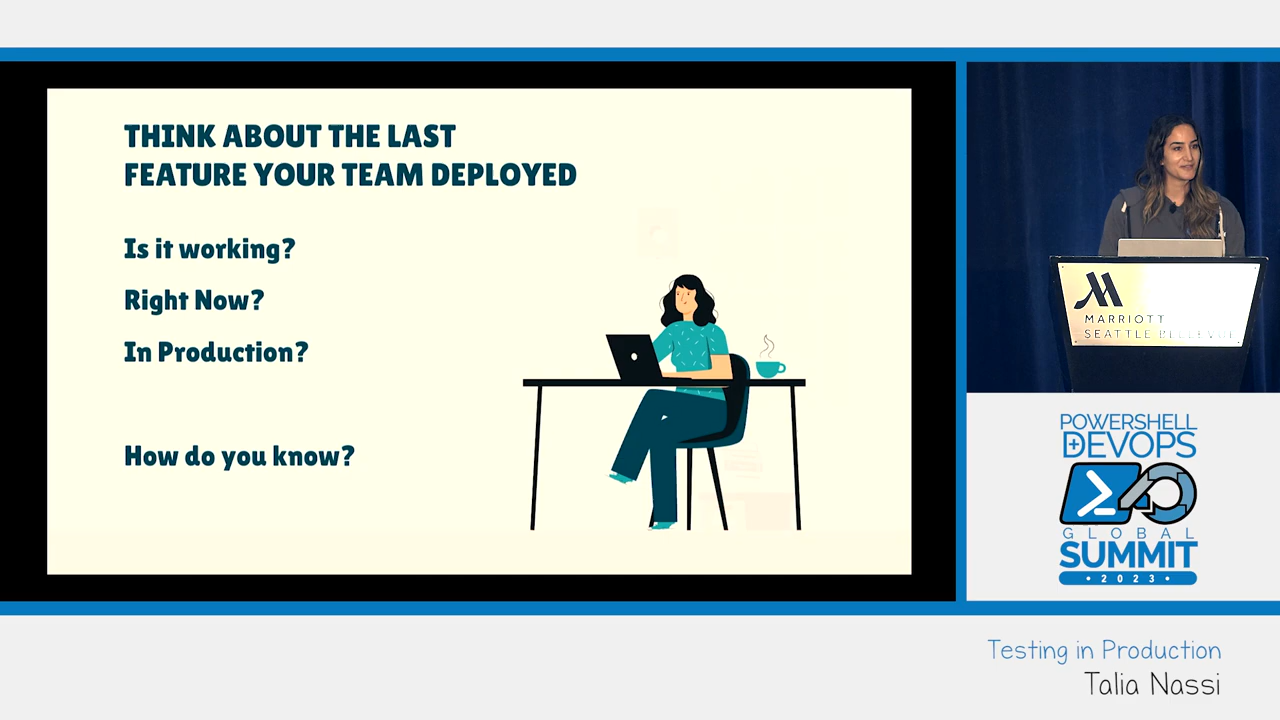 THINK ABOUT THE LAST
FEATURE YOUR TEAM DEPLOYED
Is it working?
Right Now?
In Production?
How do you know?
MARRIOTT
SEATTLE BELLEVUE
POWERSHELL
DEVOPS
GLOBAL
SUMMIT
• 2023 •
Testing in Production
Talia Nassi